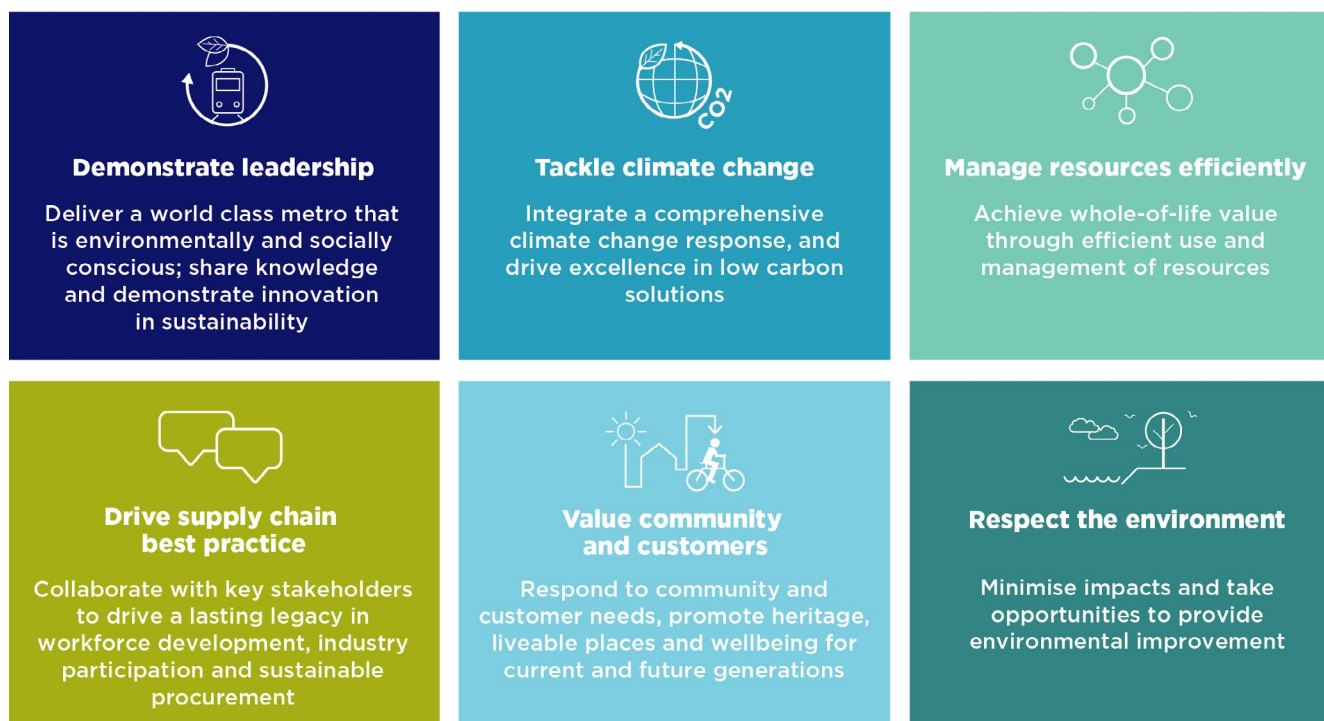 CO2
Demonstrate leadership
Deliver a world class metro that
is environmentally and socially
conscious; share knowledge
and demonstrate innovation
in sustainability
Tackle climate change
Integrate a comprehensive
climate change response, and
drive excellence in low carbon
solutions
Manage resources efficiently
Achieve whole-of-life value
through efficient use and
management of resources
Drive supply chain
best practice
Collaborate with key stakeholders
to drive a lasting legacy in
workforce development, industry
participation and sustainable
procurement
Value community
and customers
Respond to community and
customer needs, promote heritage,
liveable places and wellbeing for
current and future generations
Respect the environment
Minimise impacts and take
opportunities to provide
environmental improvement